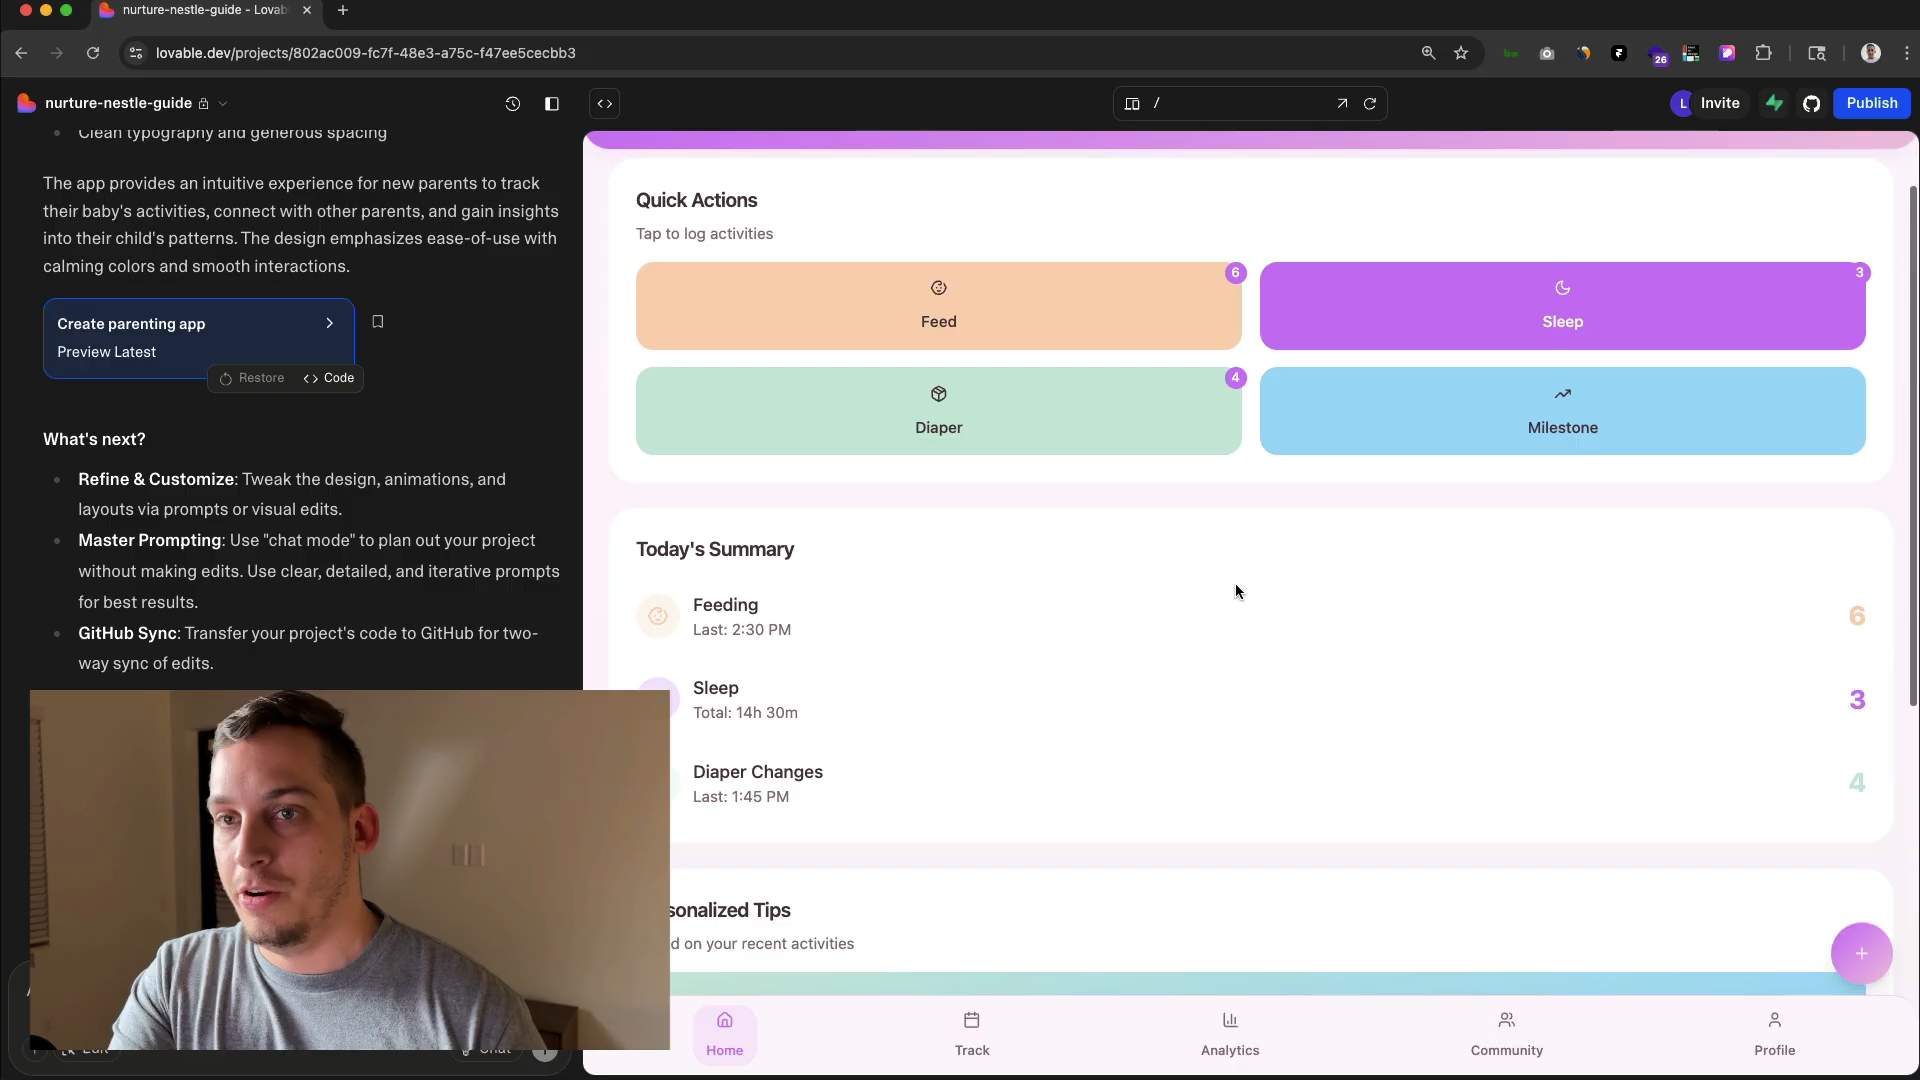 nurture-nestle-guide - Lovab
lovable.dev/projects/802ac009-fc7f-48e3-a75c-f47ee5cecbb3
26
nurture-nestle-guide
/
L
Invite
Publish
Clean typography and generous spacing
The app provides an intuitive experience for new parents to track
their baby's activities, connect with other parents, and gain insights
into their child's patterns. The design emphasizes ease-of-use with
calming colors and smooth interactions.
Create parenting app
Preview Latest
Restore
Code
What's next?
Refine & Customize: Tweak the design, animations, and
layouts via prompts or visual edits.
Master Prompting: Use "chat mode" to plan out your project
without making edits. Use clear, detailed, and iterative prompts
for best results.
GitHub Sync: Transfer your project's code to GitHub for two-
way sync of edits.
Quick Actions
Tap to log activities
6
Feed
3
Sleep
4
Diaper
Milestone
Today's Summary
Feeding
Last: 2:30 PM
6
Sleep
Total: 14h 30m
3
Diaper Changes
Last: 1:45 PM
4
sonalized Tips
d on your recent activities
Home
Track
Analytics
Community
Profile